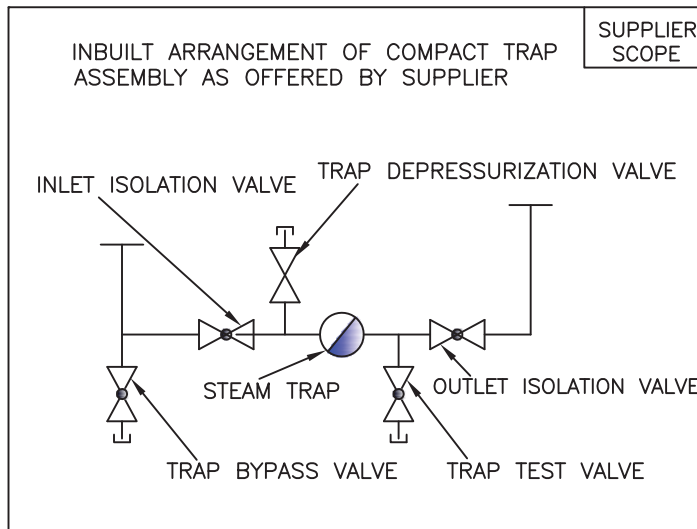 SUPPLIER
SCOPE
INBUILT ARRANGEMENT OF COMPACT TRAP
ASSEMBLY AS OFFERED BY SUPPLIER
TRAP DEPRESSURIZATION VALVE
INLET ISOLATION VALVE
STEAM TRAP
OUTLET ISOLATION VALVE
TRAP BYPASS VALVE
TRAP TEST VALVE